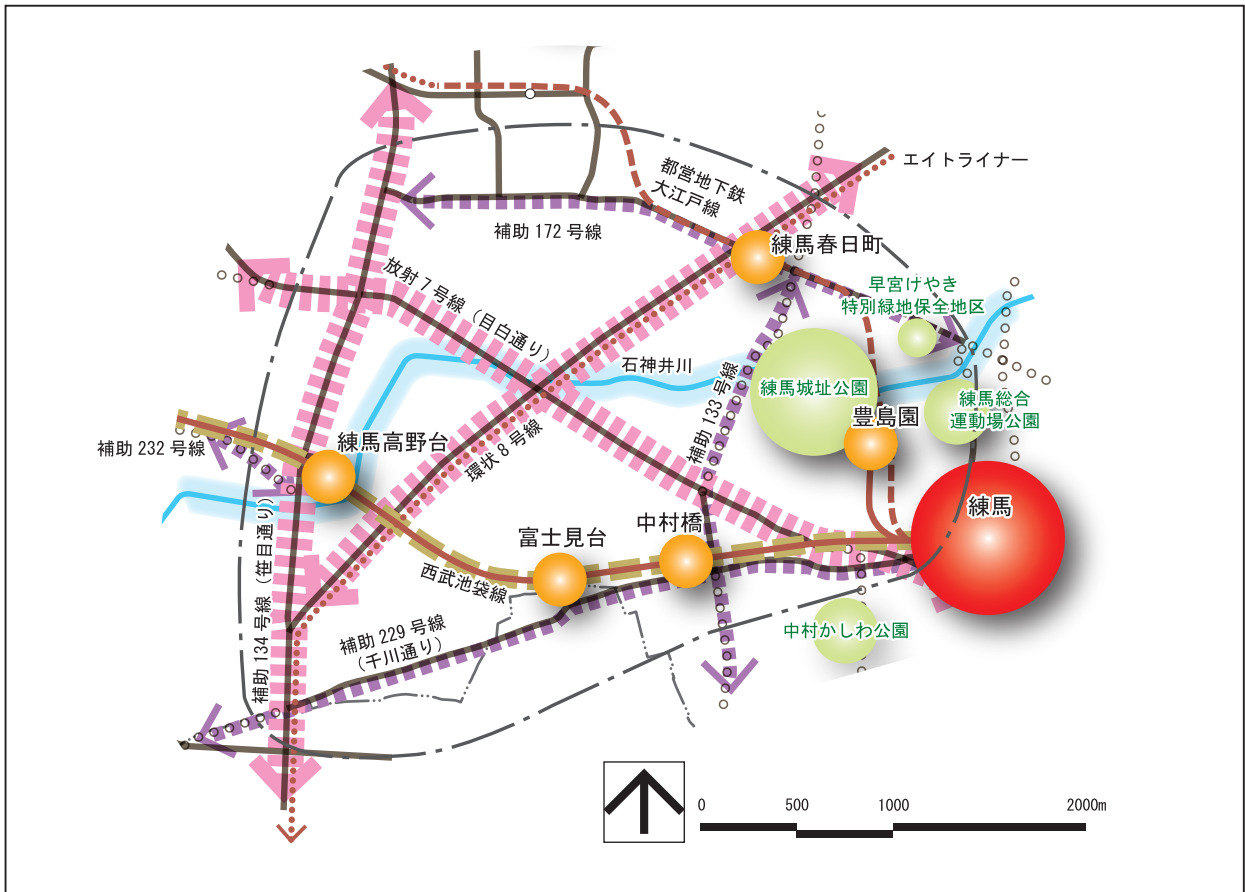 エイトライナー
都営地下鉄
大江戸線
補助 172 号線
練馬春日町
放射 7 号線（目白通り）
早宮けやき
特別緑地保全地区
石神井川
補助 133 号線
練馬城址公園
練馬総合
運動場公園
豊島園
補助 232 号線
練馬高野台
環状 8 号線
練馬
中村橋
富士見台
西武池袋線
補助 134 号線（笹目通り）
補助 229 号線
（千川通り）
中村かしわ公園
0 500 1000 2000m